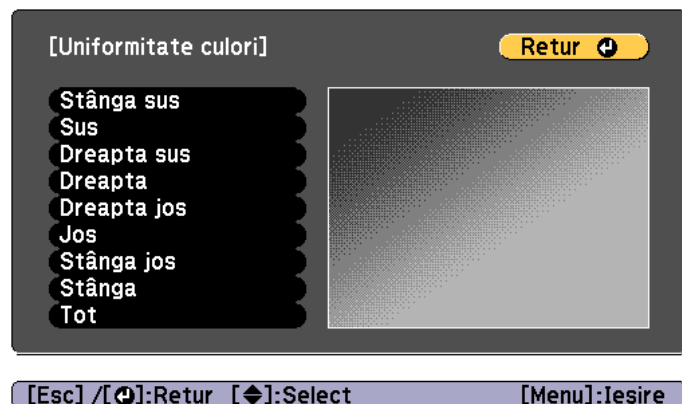 [Uniformitate culori]
Retur
Stânga sus
Sus
Dreapta sus
Dreapta
Dreapta jos
Jos
Stânga jos
Stânga
Tot
[Esc] /[⏎]:Retur [◆]:Select [Menu]:Iesire